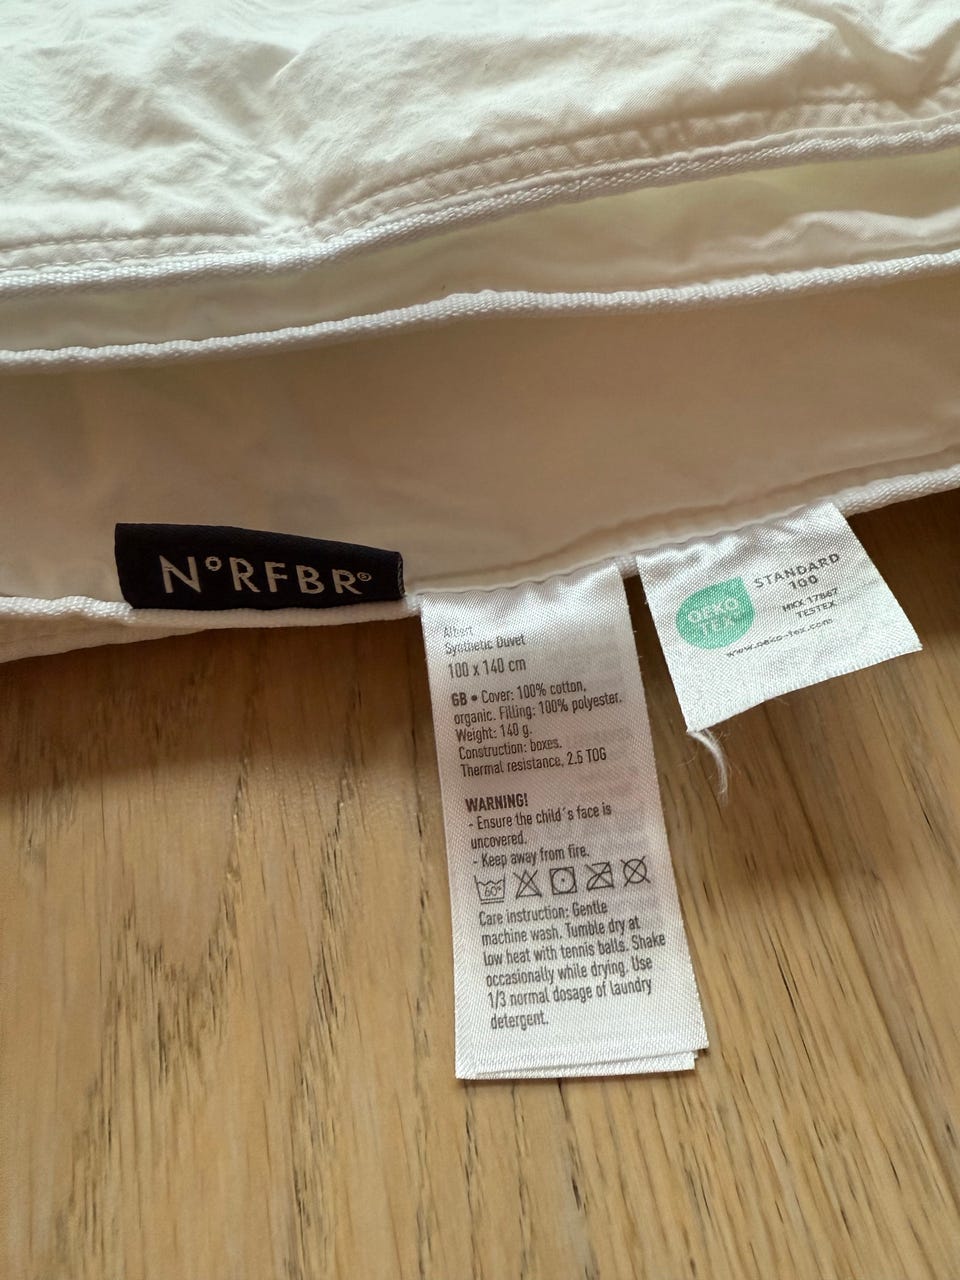 N°RFBR®
Albert
Synthetic Duvet
100 x 140 cm
GB • Cover: 100% cotton,
organic. Filling: 100% polyester.
Weight: 140 g.
Construction: boxes.
Thermal resistance, 2.5 TOG
WARNING!
- Ensure the child´s face is
uncovered.
- Keep away from fire.
60°
Care instruction: Gentle
machine wash. Tumble dry at
low heat with tennis balls. Shake
occasionally while drying. Use
1/3 normal dosage of laundry
detergent.
OEKO
TEX
STANDARD
100
HKX 17867
TESTEX
www.oeko-tex.com